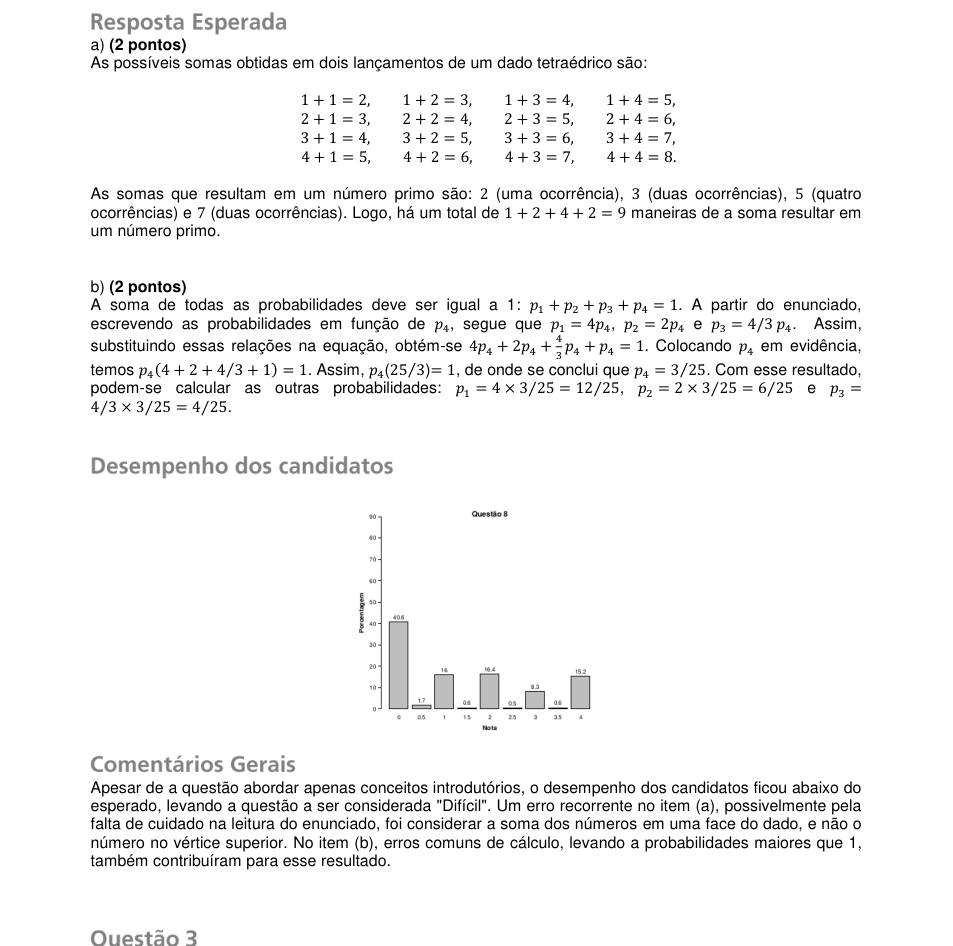 Resposta Esperada
a) (2 pontos)
As possíveis somas obtidas em dois lançamentos de um dado tetraédrico são:
1 + 1 = 2, 1 + 2 = 3, 1 + 3 = 4, 1 + 4 = 5,
2 + 1 = 3, 2 + 2 = 4, 2 + 3 = 5, 2 + 4 = 6,
3 + 1 = 4, 3 + 2 = 5, 3 + 3 = 6, 3 + 4 = 7,
4 + 1 = 5, 4 + 2 = 6, 4 + 3 = 7, 4 + 4 = 8.
As somas que resultam em um número primo são: 2 (uma ocorrência), 3 (duas ocorrências), 5 (quatro
ocorrências) e 7 (duas ocorrências). Logo, há um total de 1 + 2 + 4 + 2 = 9 maneiras de a soma resultar em
um número primo.
b) (2 pontos)
A soma de todas as probabilidades deve ser igual a 1: p₁ + p₂ + p₃ + p₄ = 1. A partir do enunciado,
escrevendo as probabilidades em função de p₄, segue que p₁ = 4p₄, p₂ = 2p₄ e p₃ = 4/3 p₄. Assim,
substituindo essas relações na equação, obtém-se 4p₄ + 2p₄ + 4/3 p₄ + p₄ = 1. Colocando p₄ em evidência,
temos p₄(4 + 2 + 4/3 + 1) = 1. Assim, p₄(25/3)= 1, de onde se conclui que p₄ = 3/25. Com esse resultado,
podem-se calcular as outras probabilidades: p₁ = 4 × 3/25 = 12/25, p₂ = 2 × 3/25 = 6/25 e p₃ =
4/3 × 3/25 = 4/25.
Desempenho dos candidatos
Questão 8
Porcentagem
90
80
70
60
50
40
30
20
10
0
40.6 1.7 16 0.6 16.4 0.5 8.3 0.6 15.2
0 0.5 1 1.5 2 2.5 3 3.5 4
Nota
Comentários Gerais
Apesar de a questão abordar apenas conceitos introdutórios, o desempenho dos candidatos ficou abaixo do
esperado, levando a questão a ser considerada "Difícil". Um erro recorrente no item (a), possivelmente pela
falta de cuidado na leitura do enunciado, foi considerar a soma dos números em uma face do dado, e não o
número no vértice superior. No item (b), erros comuns de cálculo, levando a probabilidades maiores que 1,
também contribuíram para esse resultado.
Questão 3